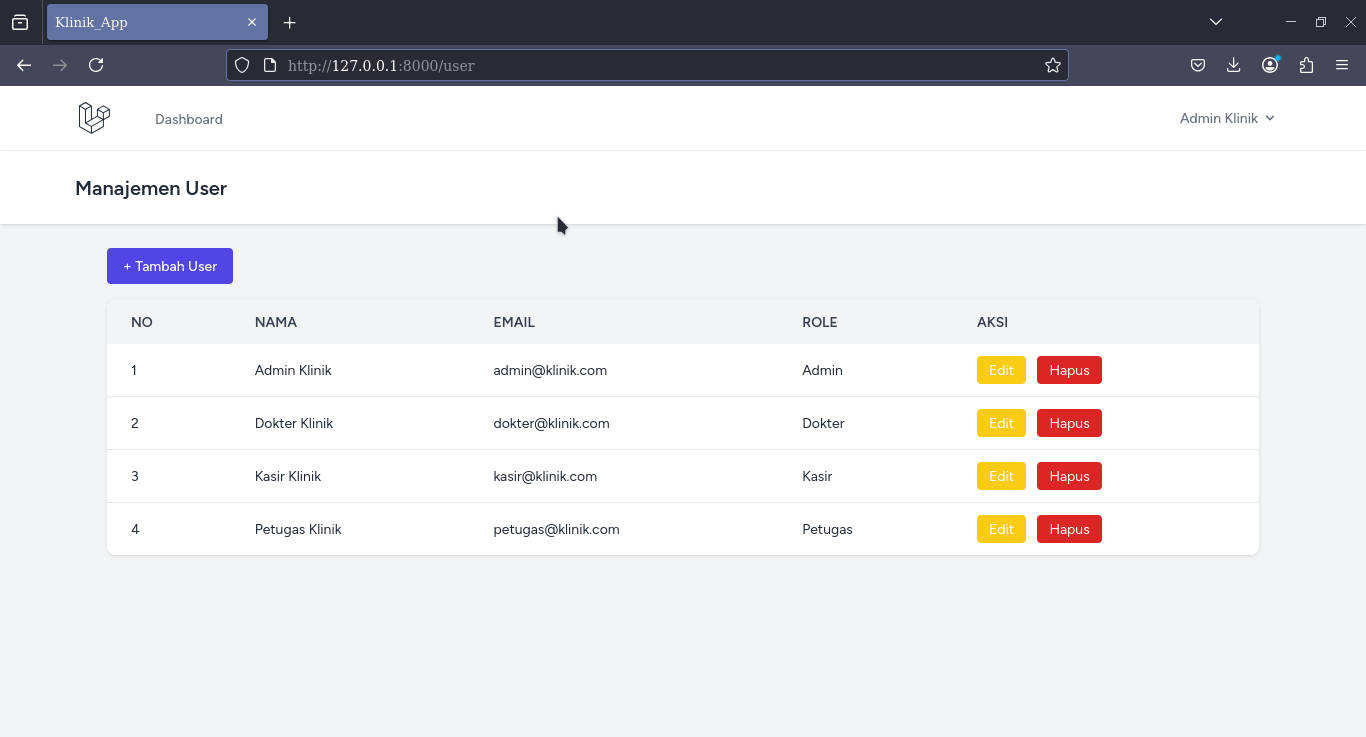 Klinik_App
http://127.0.0.1:8000/user
Dashboard
Admin Klinik
Manajemen User
+ Tambah User
NO NAMA EMAIL ROLE AKSI
1 Admin Klinik admin@klinik.com Admin Edit Hapus
2 Dokter Klinik dokter@klinik.com Dokter Edit Hapus
3 Kasir Klinik kasir@klinik.com Kasir Edit Hapus
4 Petugas Klinik petugas@klinik.com Petugas Edit Hapus